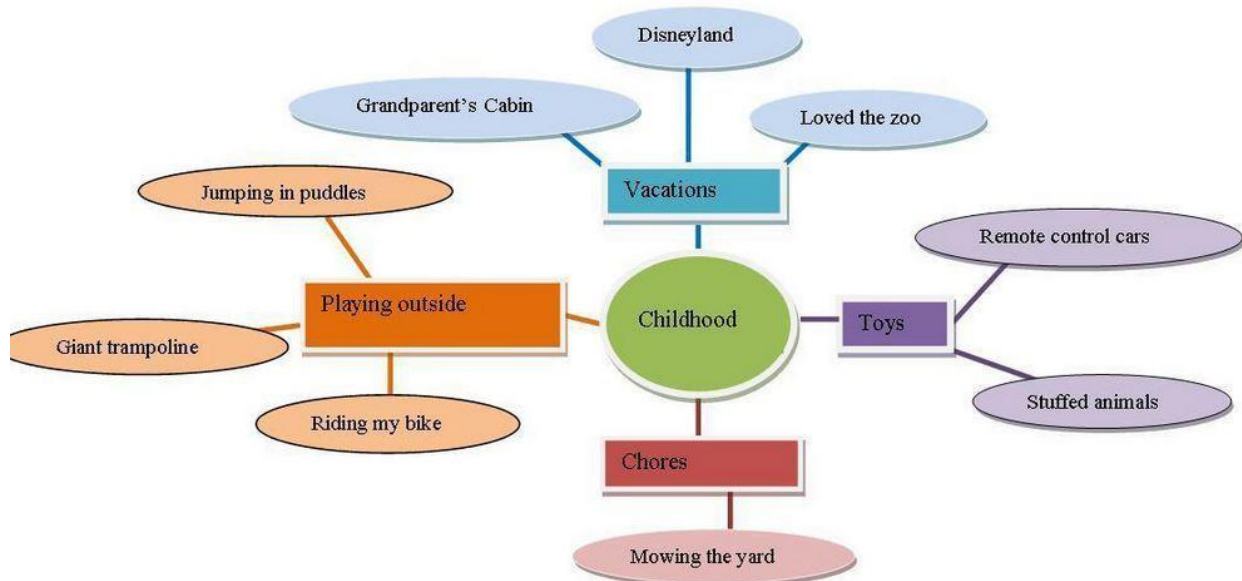 Disneyland
Grandparent's Cabin
Loved the zoo
Vacations
Jumping in puddles
Remote control cars
Playing outside
Childhood
Toys
Giant trampoline
Stuffed animals
Riding my bike
Chores
Mowing the yard